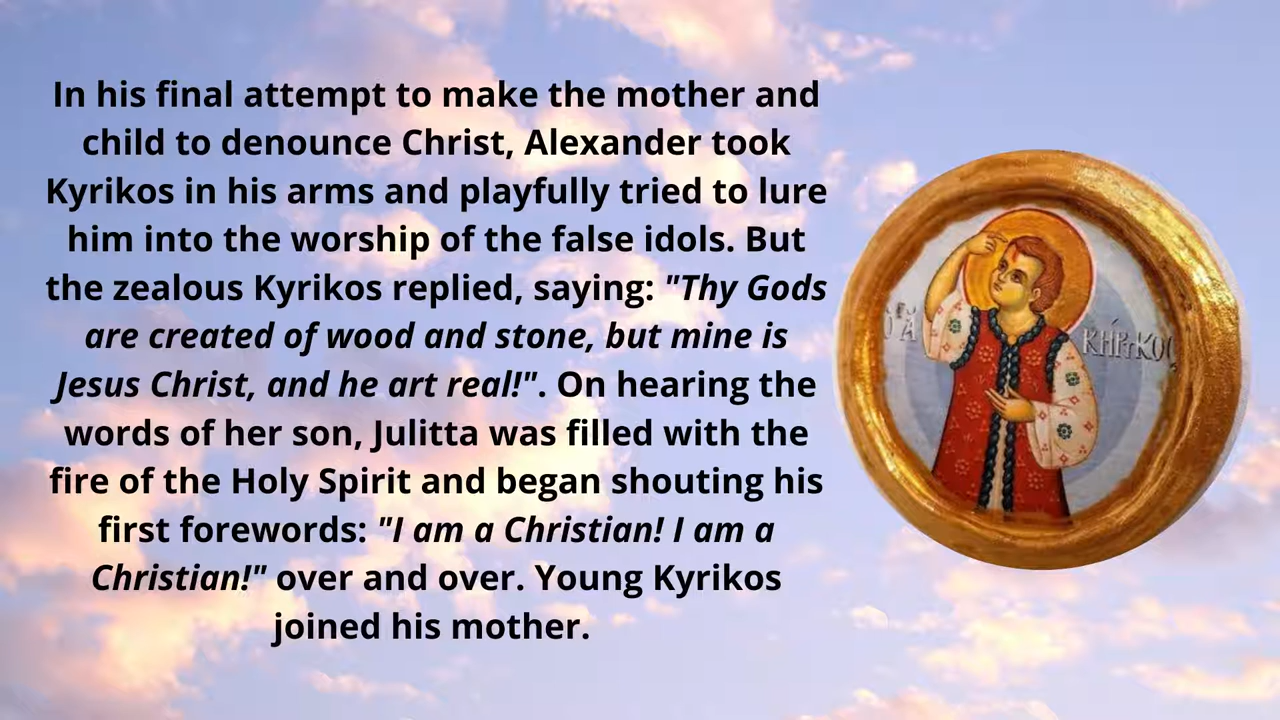 In his final attempt to make the mother and
child to denounce Christ, Alexander took
Kyrikos in his arms and playfully tried to lure
him into the worship of the false idols. But
the zealous Kyrikos replied, saying: "Thy Gods
are created of wood and stone, but mine is
Jesus Christ, and he art real!". On hearing the
words of her son, Julitta was filled with the
fire of the Holy Spirit and began shouting his
first forewords: "I am a Christian! I am a
Christian!" over and over. Young Kyrikos
joined his mother.